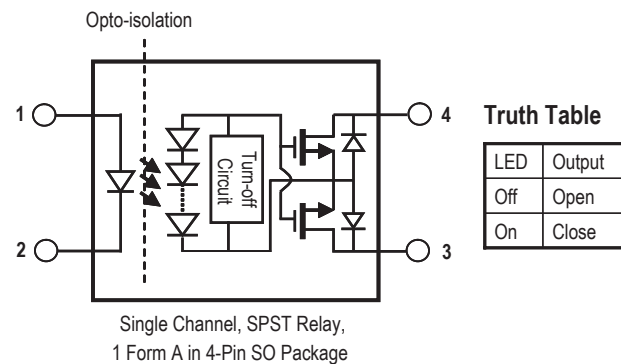 Opto-isolation
1
2
4
3
Turn-off
Circuit
Truth Table
LED Output
Off Open
On Close
Single Channel, SPST Relay,
1 Form A in 4-Pin SO Package